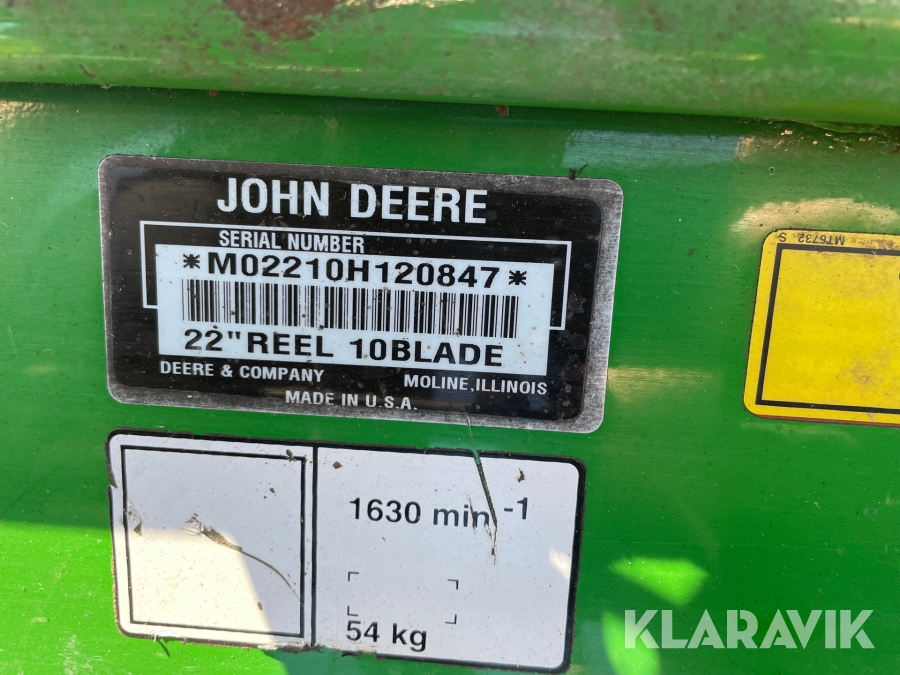 JOHN DEERE
SERIAL NUMBER
*M02210H120847*
22" REEL 10BLADE
DEERE & COMPANY MOLINE, ILLINOIS
MADE IN U.S.A.
MT6732 S
1630 min⁻¹
54 kg
KLARAVIK